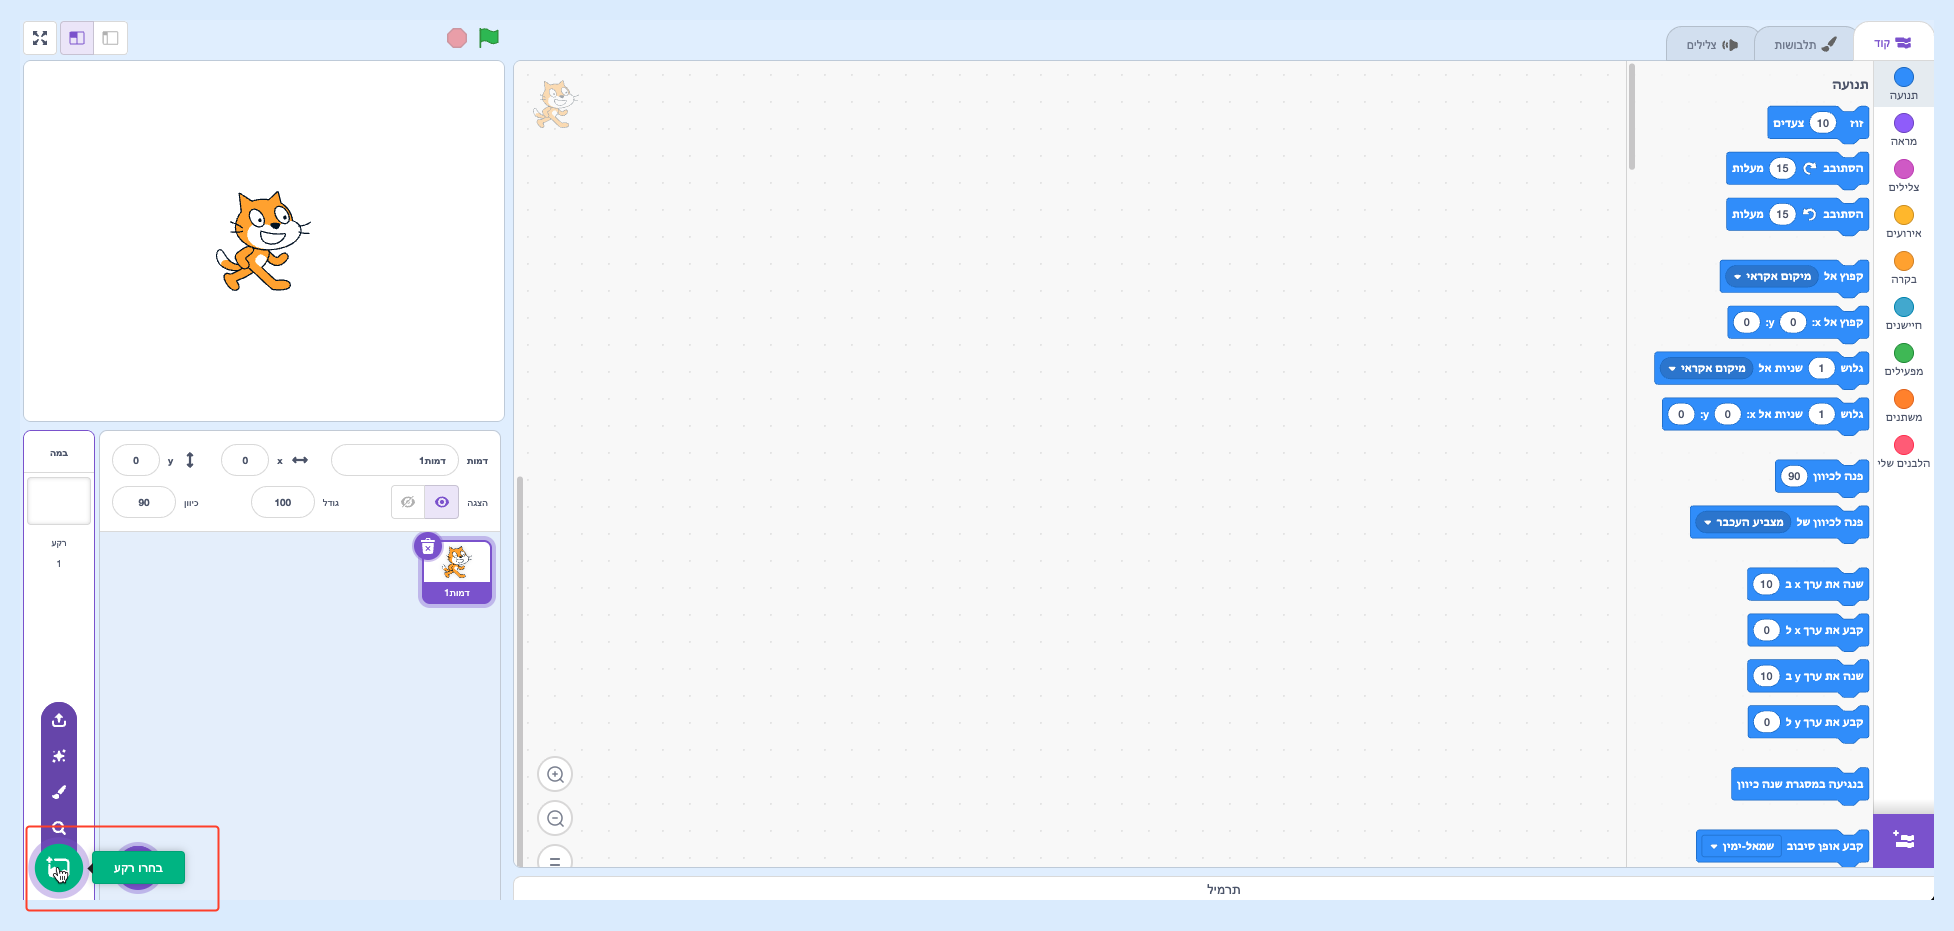 קוד
תלבושות
צלילים
תנועה
מראה
צלילים
אירועים
בקרה
חיישנים
מפעילים
משתנים
הלבנים שלי
תנועה
זוז 10 צעדים
הסתובב 15 מעלות
הסתובב 15 מעלות
קפוץ אל מיקום אקראי
קפוץ אל x: 0 y: 0
גלוש 1 שניות אל מיקום אקראי
גלוש 1 שניות אל x: 0 y: 0
פנה לכיוון 90
פנה לכיוון של מצביע העכבר
שנה את ערך x ב 10
קבע את ערך x ל 0
שנה את ערך y ב 10
קבע את ערך y ל 0
בנגיעה במסגרת שנה כיוון
קבע אופן סיבוב שמאל-ימין
תרמיל
דמות דמות1 x 0 y 0
הצגה גודל 100 כיוון 90
דמות1
במה
רקע
1
בחרו רקע